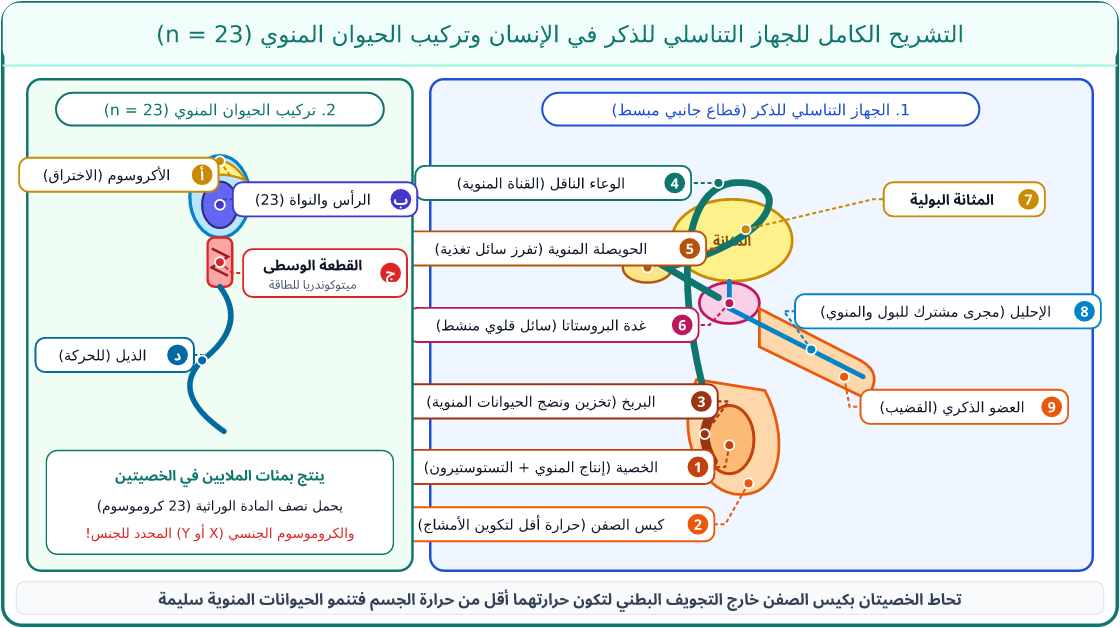 التشريح الكامل للجهاز التناسلي للذكر في الإنسان وتركيب الحيوان المنوي (n = 23)
1. الجهاز التناسلي للذكر (قطاع جانبي مبسط)
4 الوعاء الناقل (القناة المنوية)
7 المثانة البولية
المثانة
5 الحويصلة المنوية (تفرز سائل تغذية)
8 الإحليل (مجرى مشترك للبول والمنوي)
6 غدة البروستاتا (سائل قلوي منشط)
3 البربخ (تخزين ونضج الحيوانات المنوية)
9 العضو الذكري (القضيب)
1 الخصية (إنتاج المنوي + التستوستيرون)
2 كيس الصفن (حرارة أقل لتكوين الأمشاج)
2. تركيب الحيوان المنوي (n = 23)
أ الأكروسوم (الاختراق)
ب الرأس والنواة (23)
ج القطعة الوسطى
ميتوكوندريا للطاقة
د الذيل (للحركة)
ينتج بمئات الملايين في الخصيتين
يحمل نصف المادة الوراثية (23 كروموسوم)
والكروموسوم الجنسي (X أو Y) المحدد للجنس!
تحاط الخصيتان بكيس الصفن خارج التجويف البطني لتكون حرارتهما أقل من حرارة الجسم فتنمو الحيوانات المنوية سليمة